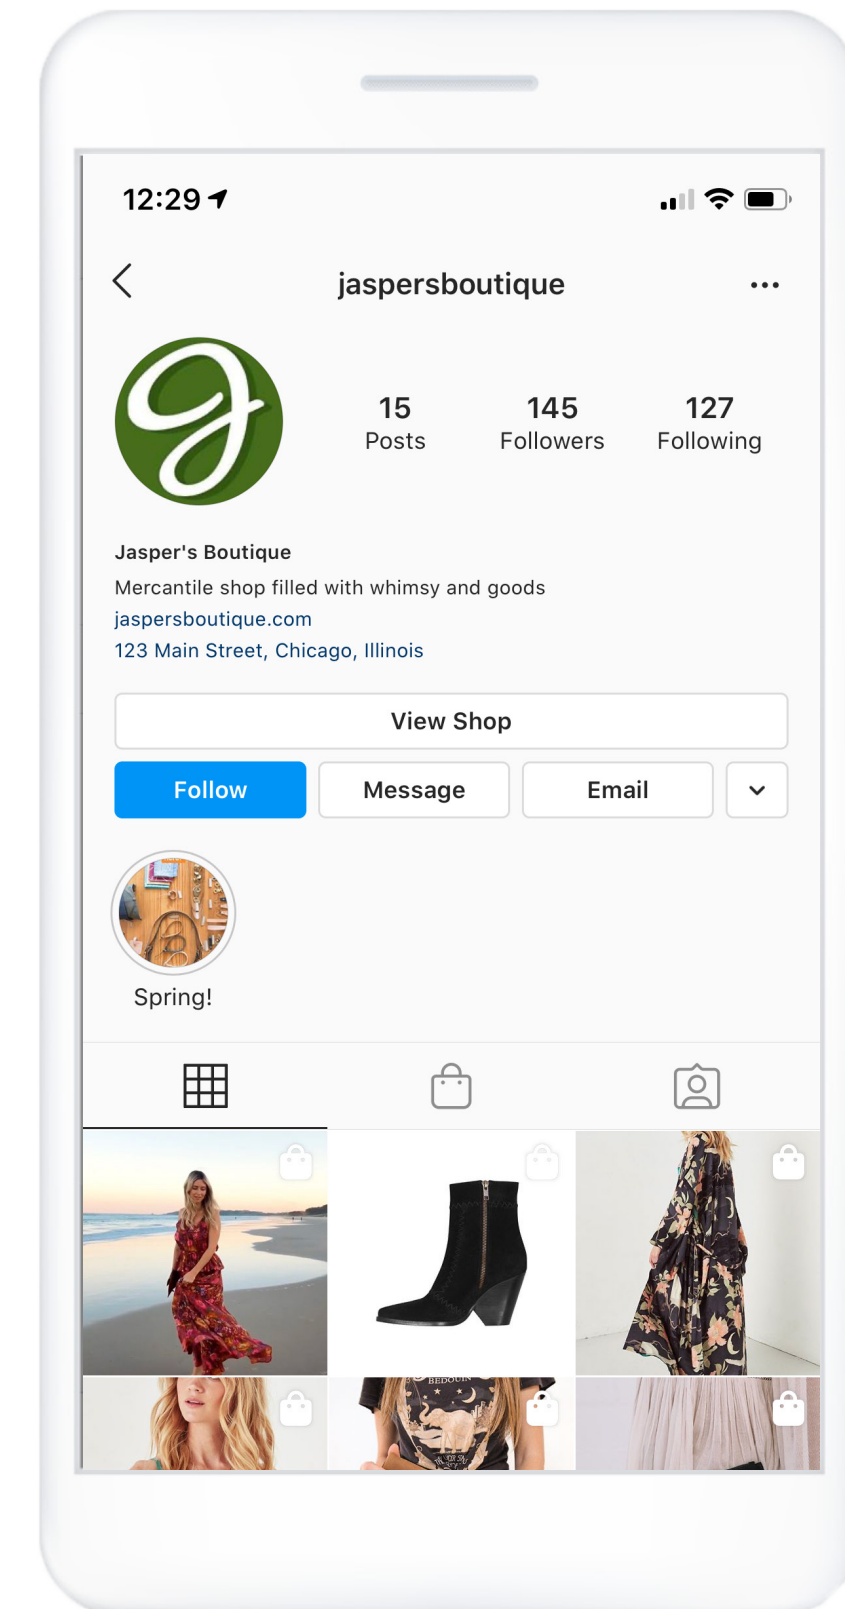 12:29
jaspersboutique
15 145 127
Posts Followers Following
Jasper's Boutique
Mercantile shop filled with whimsy and goods
jaspersboutique.com
123 Main Street, Chicago, Illinois
View Shop
Follow Message Email
Spring!
BEDOUIN